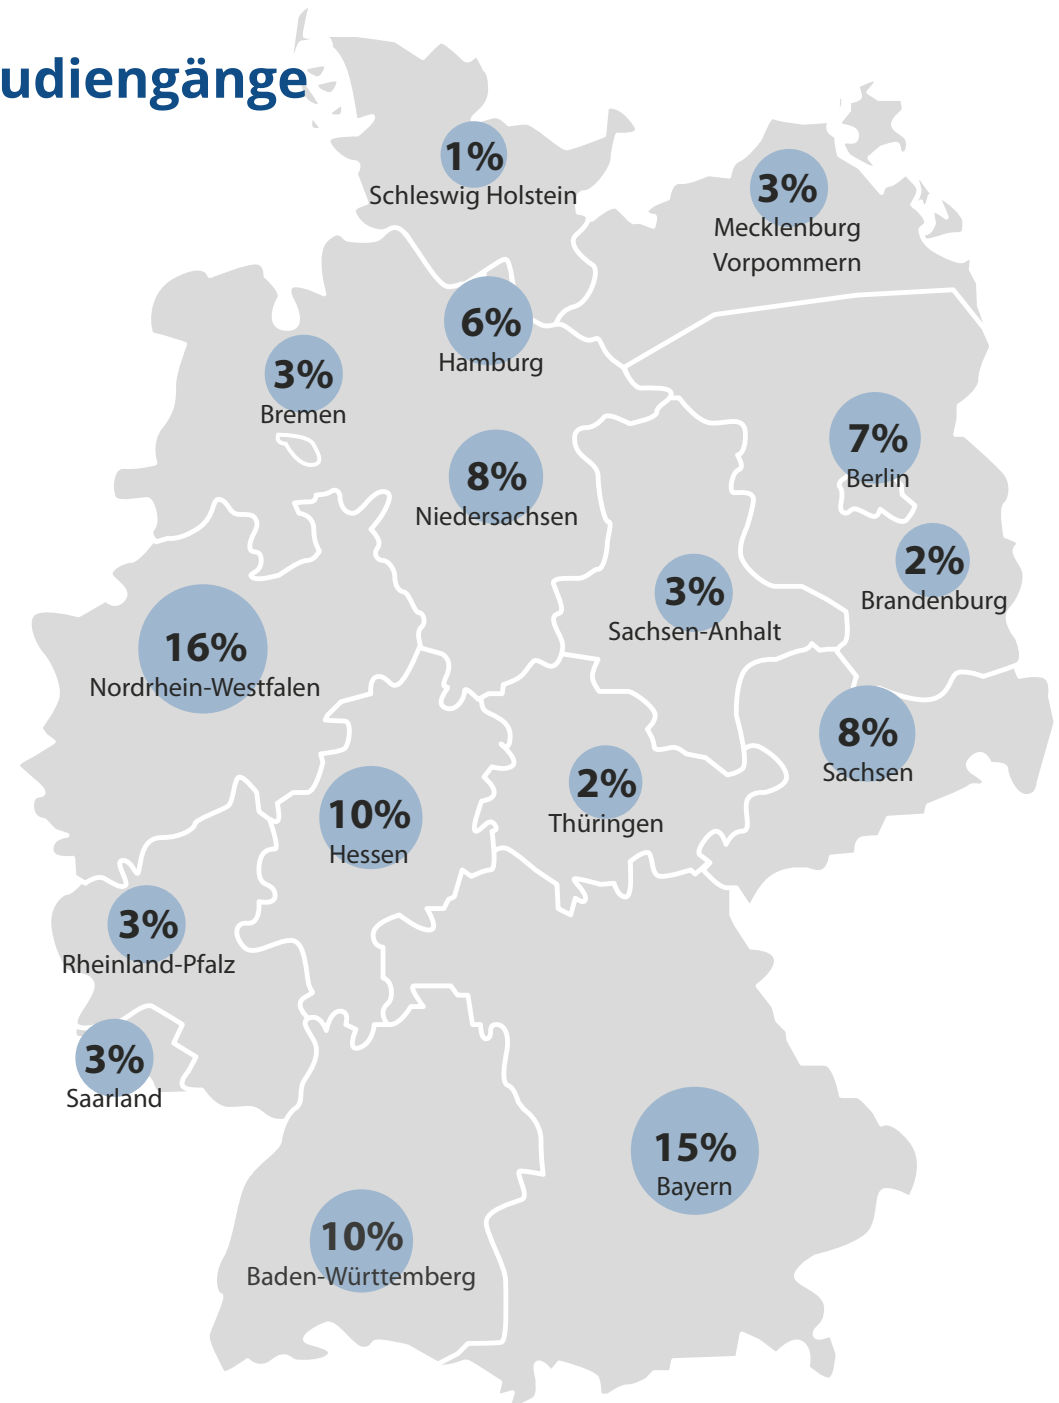 udiengänge
1%
Schleswig Holstein
3%
Mecklenburg
Vorpommern
6%
Hamburg
3%
Bremen
7%
Berlin
8%
Niedersachsen
2%
Brandenburg
3%
Sachsen-Anhalt
16%
Nordrhein-Westfalen
8%
Sachsen
2%
Thüringen
10%
Hessen
3%
Rheinland-Pfalz
3%
Saarland
15%
Bayern
10%
Baden-Württemberg